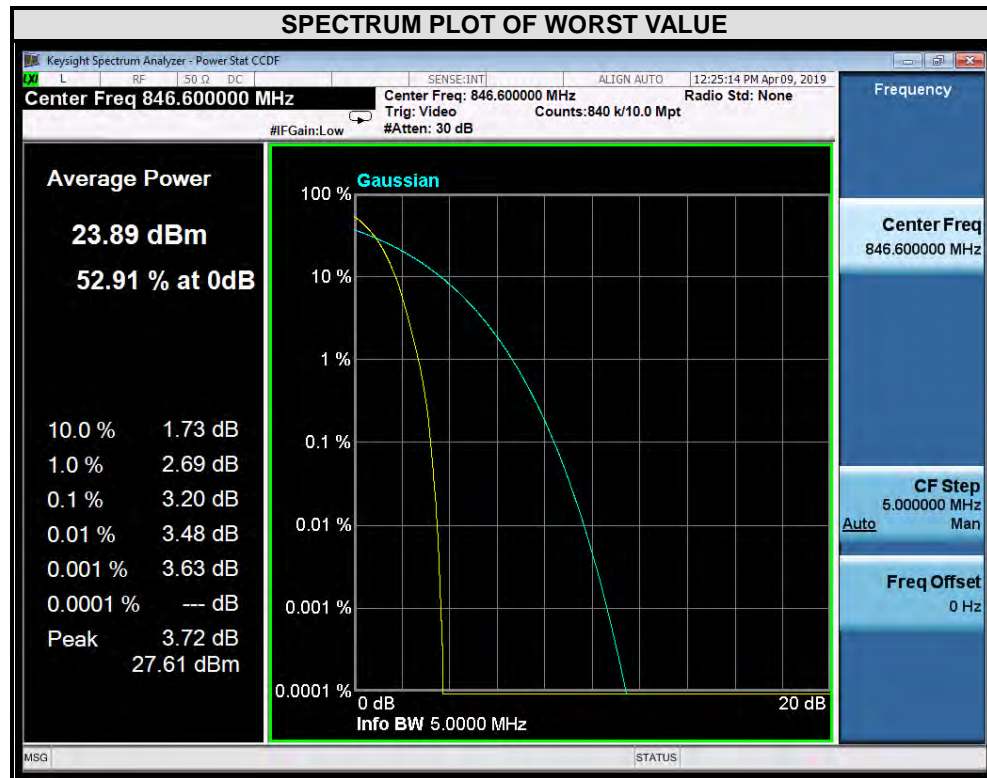 SPECTRUM PLOT OF WORST VALUE
Keysight Spectrum Analyzer - Power Stat CCDF
LXI L RF 50 Ω DC SENSE:INT ALIGN AUTO 12:25:14 PM Apr 09, 2019
Center Freq 846.600000 MHz
Center Freq: 846.600000 MHz Radio Std: None
Trig: Video Counts:840 k/10.0 Mpt
#IFGain:Low #Atten: 30 dB
Frequency
Average Power
23.89 dBm
52.91 % at 0dB
10.0 % 1.73 dB
1.0 % 2.69 dB
0.1 % 3.20 dB
0.01 % 3.48 dB
0.001 % 3.63 dB
0.0001 % --- dB
Peak 3.72 dB
27.61 dBm
Gaussian
100 %
10 %
1 %
0.1 %
0.01 %
0.001 %
0.0001 %
0 dB 20 dB
Info BW 5.0000 MHz
Center Freq
846.600000 MHz
CF Step
5.000000 MHz
Auto Man
Freq Offset
0 Hz
MSG STATUS